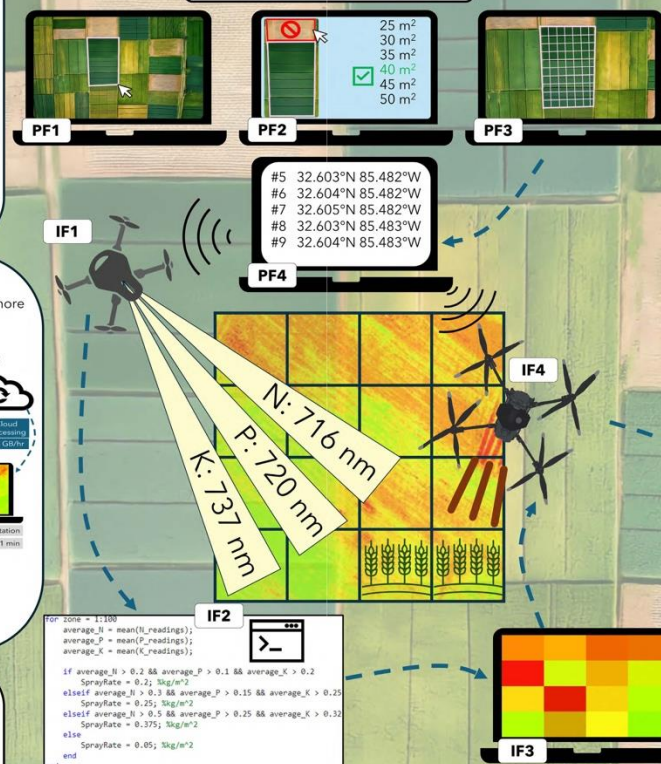 25 m²
30 m²
35 m²
40 m²
45 m²
50 m²
PF1
PF2
PF3
#5 32.603°N 85.482°W
#6 32.604°N 85.482°W
#7 32.605°N 85.482°W
#8 32.603°N 85.483°W
#9 32.604°N 85.483°W
IF1
PF4
IF4
N: 716 nm
P: 720 nm
K: 737 nm
GB/hr
1 min
IF2
for zone = 1:100
average_N = mean(N_readings);
average_P = mean(P_readings);
average_K = mean(K_readings);
>_
if average_N > 0.2 && average_P > 0.1 && average_K > 0.2
SprayRate = 0.2; %kg/m^2
elseif average_N > 0.3 && average_P > 0.15 && average_K > 0.25
SprayRate = 0.25; %kg/m^2
elseif average_N > 0.5 && average_P > 0.25 && average_K > 0.32
SprayRate = 0.375; %kg/m^2
else
SprayRate = 0.05; %kg/m^2
end
IF3